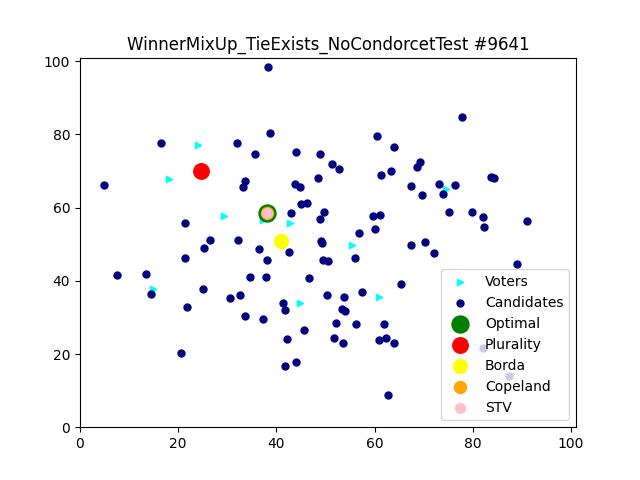 WinnerMixUp_TieExists_NoCondorcetTest #9641
100
80
60
40
20
0
0 20 40 60 80 100
Voters
Candidates
Optimal
Plurality
Borda
Copeland
STV